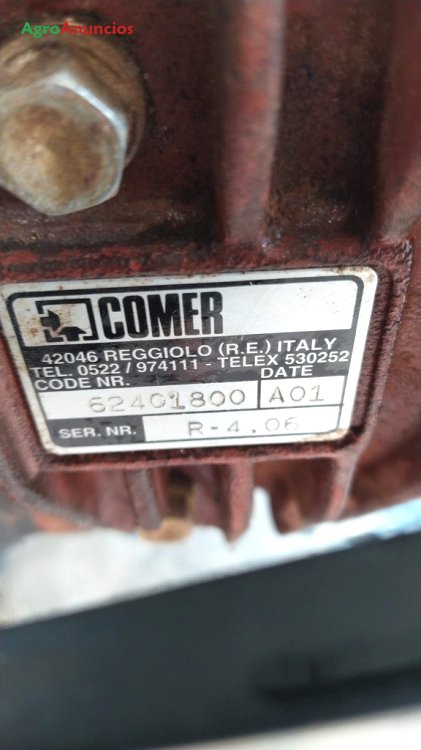 AgroAnuncios
COMER
42046 REGGIOLO (R.E.) ITALY
TEL. 0522 / 974111 - TELEX 530252
CODE NR. DATE
62401800 A01
SER. NR. R-4.06